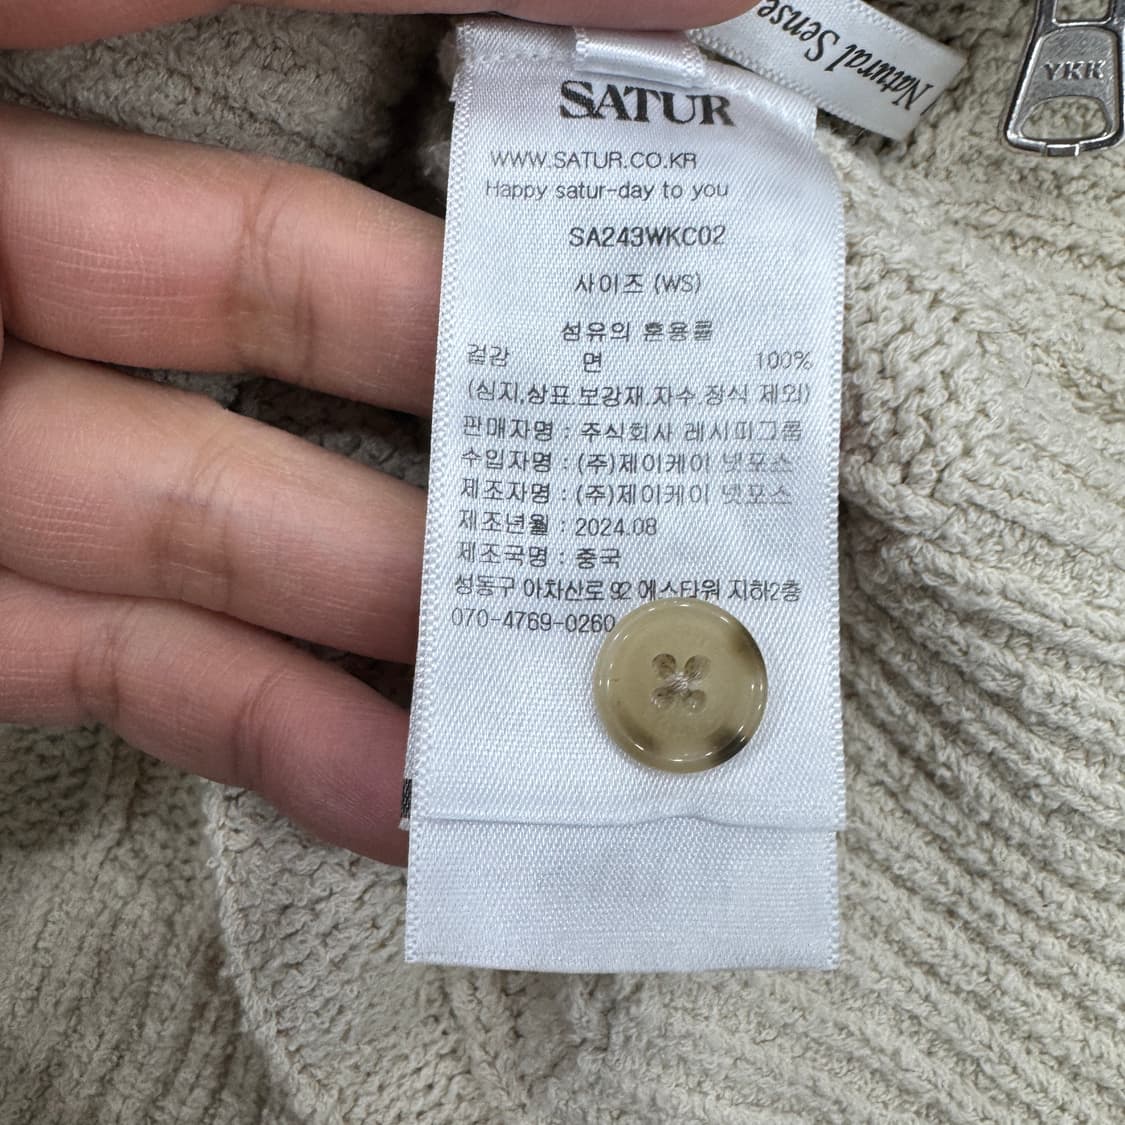 Natural Sense
YKK
SATUR
WWW.SATUR.CO.KR
Happy satur-day to you
SA243WKC02
사이즈 (WS)
섬유의 혼용률
겉감 면 100%
(심지,상표,보강재,자수,장식 제외)
판매자명 : 주식회사 레시피그룹
수입자명 : (주)제이케이 넷포스
제조자명 : (주)제이케이 넷포스
제조년월 : 2024.08
제조국명 : 중국
성동구 아차산로 92 에스타워 지하2층
070-4769-0260